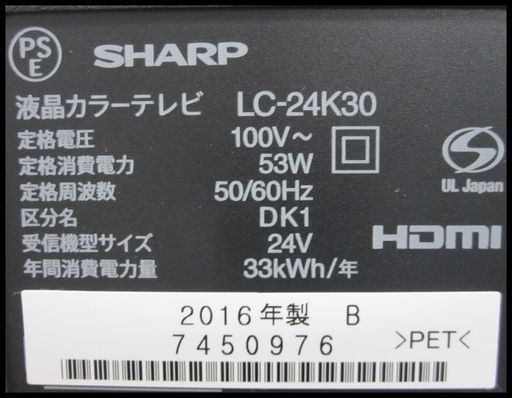 PS
E
SHARP
液晶カラーテレビ LC-24K30
定格電圧 100V～
定格消費電力 53W
定格周波数 50/60Hz
区分名 DK1
受信機型サイズ 24V
年間消費電力量 33kWh/年
S
UL Japan
HDMI
2016年製 B
7450976 >PET<